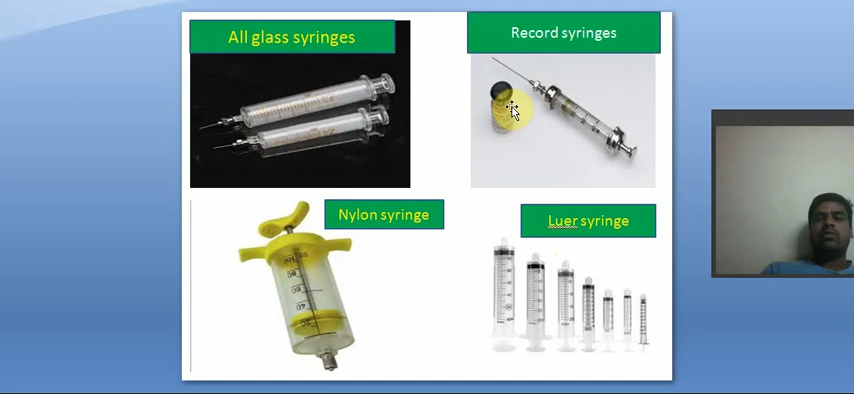 All glass syringes
Record syringes
Nylon syringe
Luer syringe